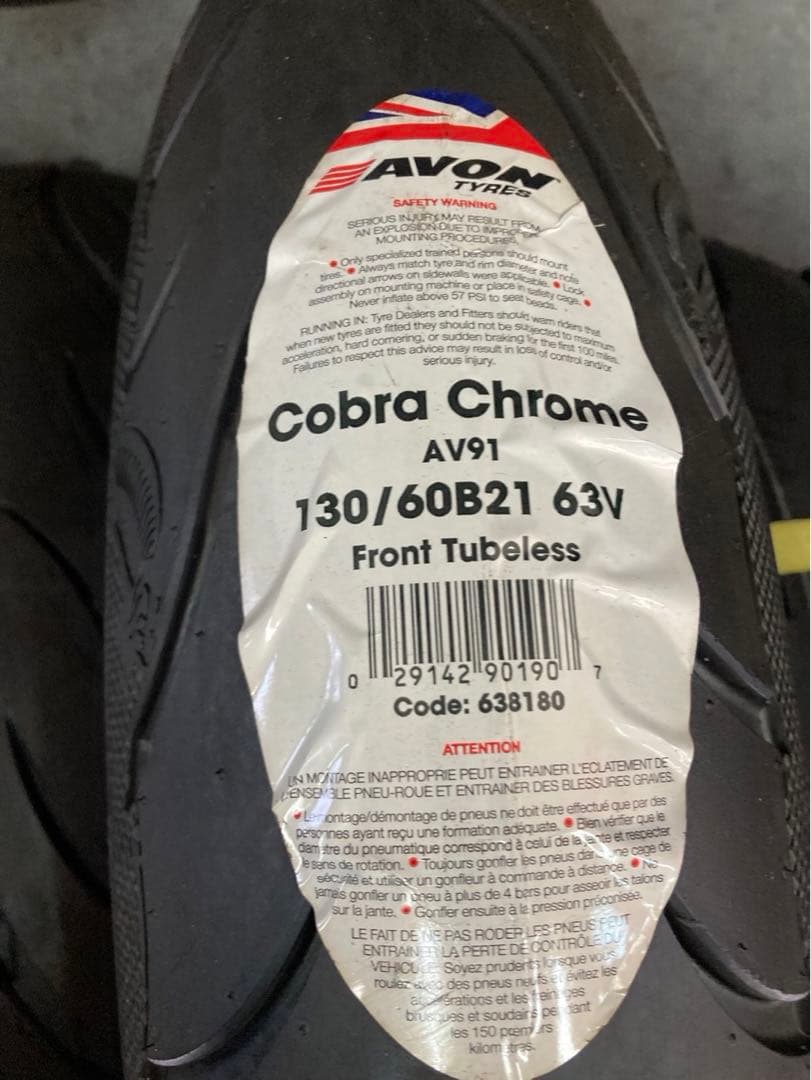 AVON
TYRES
SAFETY WARNING
SERIOUS INJURY MAY RESULT FROM
AN EXPLOSION DUE TO IMPROPER
MOUNTING PROCEDURES
• Only specialized trained persons should mount
tires. • Always match tyre and rim diameter and note
directional arrows on sidewalls were applicable. • Lock
assembly on mounting machine or place in safety cage. •
Never inflate above 57 PSI to seat beads.
RUNNING IN: Tyre Dealers and Fitters should warn riders that
when new tyres are fitted they should not be subjected to maximum
acceleration, hard cornering, or sudden braking for the first 100 miles.
Failures to respect this advice may result in loss of control and/or
serious injury.
Cobra Chrome
AV91
130/60B21 63V
Front Tubeless
0 29142 90190 7
Code: 638180
ATTENTION
UN MONTAGE INAPPROPRIE PEUT ENTRAINER L'ECLATEMENT DE
L'ENSEMBLE PNEU-ROUE ET ENTRAINER DES BLESSURES GRAVES.
• Le montage/démontage de pneus ne doit être effectué que par des
personnes ayant reçu une formation adéquate. • Bien vérifier que le
diamètre du pneumatique correspond à celui de la jante et respecter
le sens de rotation. • Toujours gonfler les pneus dans une cage de
sécurité et utiliser un gonfleur à commande à distance. • Ne
jamais gonfler un pneu à plus de 4 bars pour asseoir les talons
sur la jante. • Gonfler ensuite à la pression préconisée.
LE FAIT DE NE PAS RODER LES PNEUS PEUT
ENTRAINER LA PERTE DE CONTRÔLE DU
VEHICULE Soyez prudents lorsque vous
roulez avec des pneus neufs et évitez les
accélérations et les freinages
brusques et soudains pendant
les 150 premiers
kilomètres.